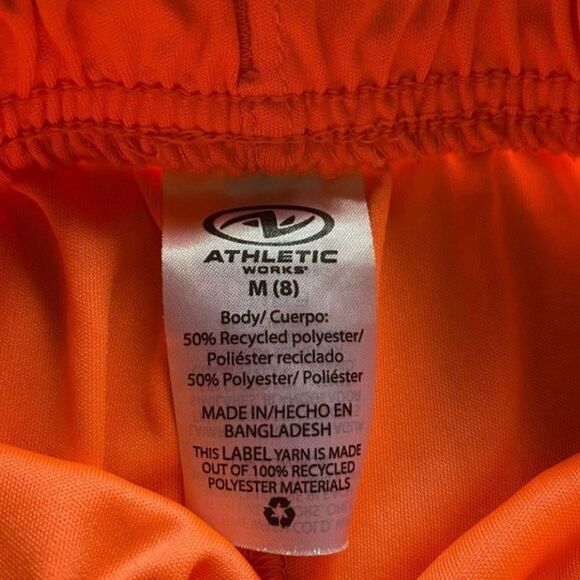 ATHLETIC
WORKS®
M (8)
Body/ Cuerpo:
50% Recycled polyester/
Poliéster reciclado
50% Polyester/ Poliéster
MADE IN/HECHO EN
BANGLADESH
THIS LABEL YARN IS MADE
OUT OF 100% RECYCLED
POLYESTER MATERIALS